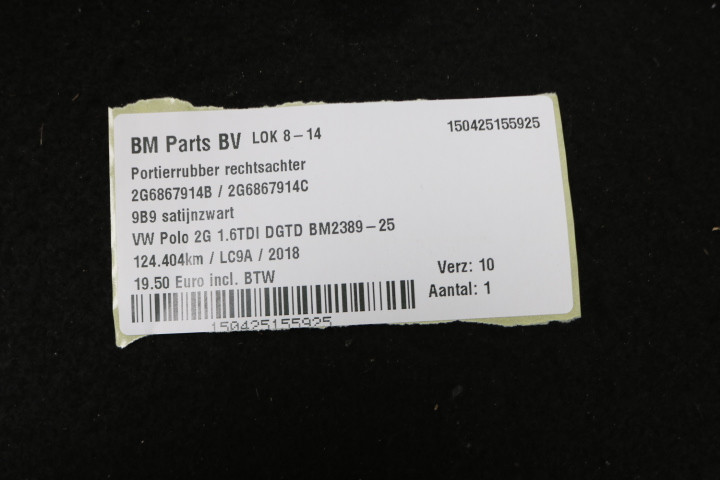 BM Parts BV LOK 8-14
150425155925
Portierrubber rechtsachter
2G6867914B / 2G6867914C
9B9 satijnzwart
VW Polo 2G 1.6TDI DGTD BM2389-25
124.404km / LC9A / 2018
19.50 Euro incl. BTW
Verz: 10
Aantal: 1
150425155925